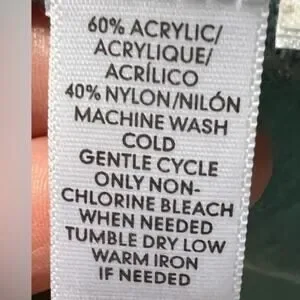 60% ACRYLIC/
ACRYLIQUE/
ACRÍLICO
40% NYLON/NILÓN
MACHINE WASH
COLD
GENTLE CYCLE
ONLY NON-
CHLORINE BLEACH
WHEN NEEDED
TUMBLE DRY LOW
WARM IRON
IF NEEDED